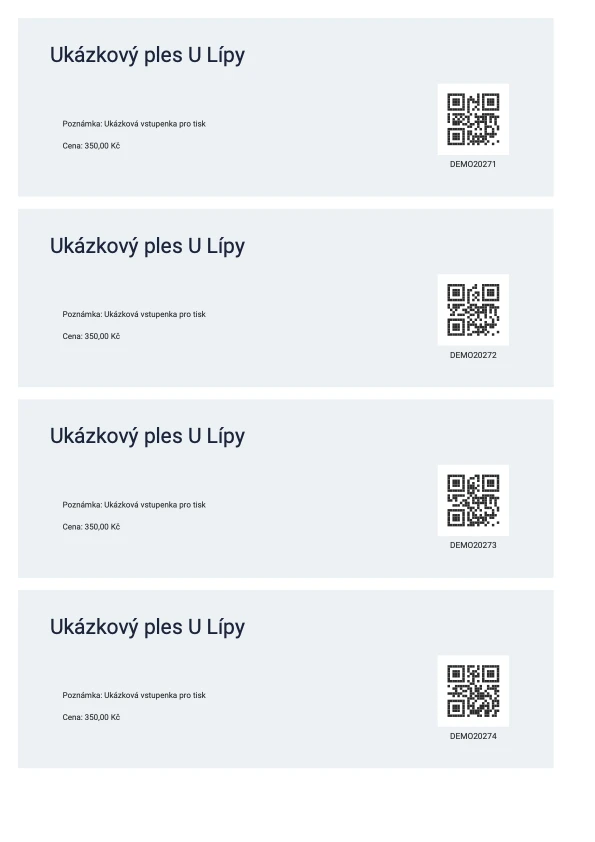 Ukázkový ples U Lípy
Poznámka: Ukázková vstupenka pro tisk
Cena: 350,00 Kč
DEMO20271
Ukázkový ples U Lípy
Poznámka: Ukázková vstupenka pro tisk
Cena: 350,00 Kč
DEMO20272
Ukázkový ples U Lípy
Poznámka: Ukázková vstupenka pro tisk
Cena: 350,00 Kč
DEMO20273
Ukázkový ples U Lípy
Poznámka: Ukázková vstupenka pro tisk
Cena: 350,00 Kč
DEMO20274